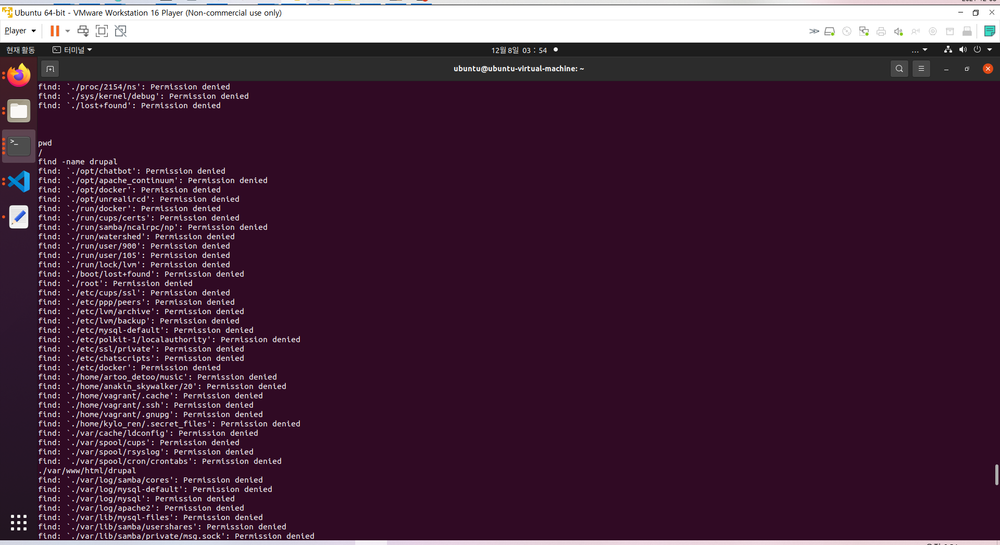 Ubuntu 64-bit - VMware Workstation 16 Player (Non-commercial use only)
Player
현재 활동 터미널 12월 8일 03 : 54 ...
ubuntu@ubuntu-virtual-machine: ~
find: `./proc/2154/ns': Permission denied
find: `./sys/kernel/debug': Permission denied
find: `./lost+found': Permission denied
pwd
/
find -name drupal
find: `./opt/chatbot': Permission denied
find: `./opt/apache_continuum': Permission denied
find: `./opt/docker': Permission denied
find: `./opt/unrealircd': Permission denied
find: `./run/docker': Permission denied
find: `./run/cups/certs': Permission denied
find: `./run/samba/ncalrpc/np': Permission denied
find: `./run/watershed': Permission denied
find: `./run/user/900': Permission denied
find: `./run/user/105': Permission denied
find: `./run/lock/lvm': Permission denied
find: `./boot/lost+found': Permission denied
find: `./root': Permission denied
find: `./etc/cups/ssl': Permission denied
find: `./etc/ppp/peers': Permission denied
find: `./etc/lvm/archive': Permission denied
find: `./etc/lvm/backup': Permission denied
find: `./etc/mysql-default': Permission denied
find: `./etc/polkit-1/localauthority': Permission denied
find: `./etc/ssl/private': Permission denied
find: `./etc/chatscripts': Permission denied
find: `./etc/docker': Permission denied
find: `./home/artoo_detoo/music': Permission denied
find: `./home/anakin_skywalker/20': Permission denied
find: `./home/vagrant/.cache': Permission denied
find: `./home/vagrant/.ssh': Permission denied
find: `./home/vagrant/.gnupg': Permission denied
find: `./home/kylo_ren/.secret_files': Permission denied
find: `./var/cache/ldconfig': Permission denied
find: `./var/spool/cups': Permission denied
find: `./var/spool/rsyslog': Permission denied
find: `./var/spool/cron/crontabs': Permission denied
./var/www/html/drupal
find: `./var/log/samba/cores': Permission denied
find: `./var/log/mysql-default': Permission denied
find: `./var/log/mysql': Permission denied
find: `./var/log/apache2': Permission denied
find: `./var/lib/mysql-files': Permission denied
find: `./var/lib/samba/usershares': Permission denied
find: `./var/lib/samba/private/msg.sock': Permission denied